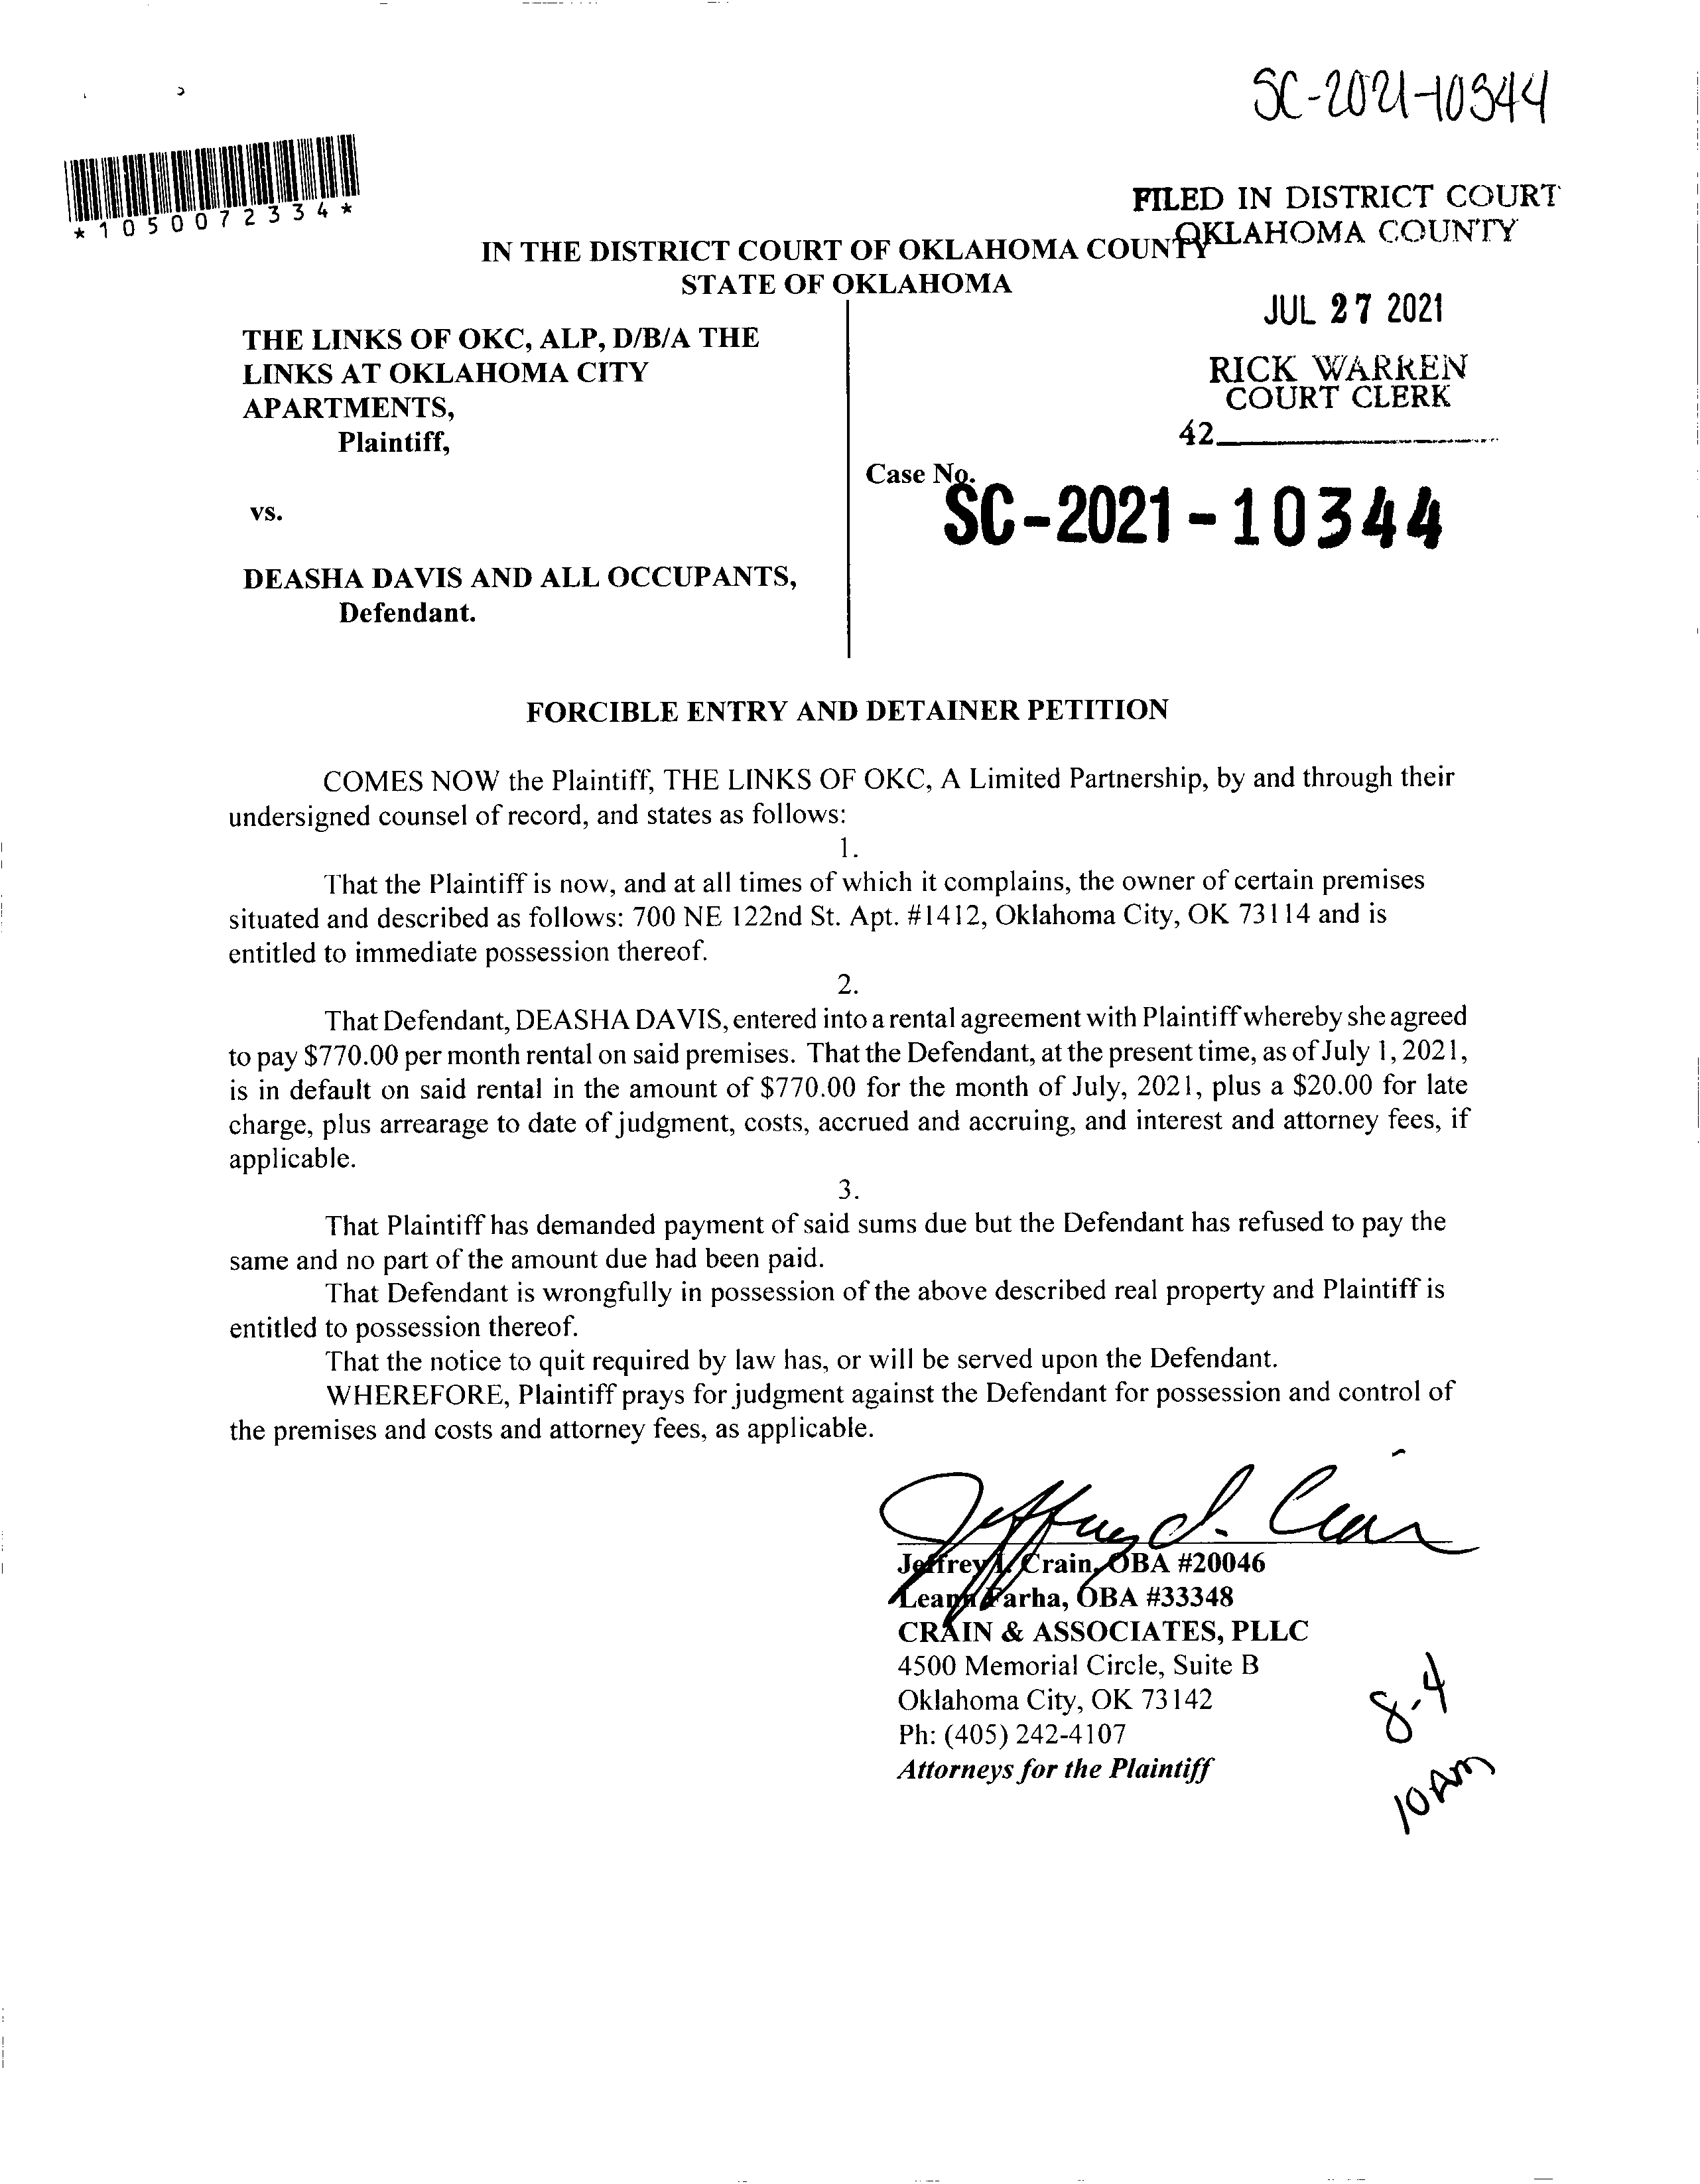 SC-2021-10344
*1050072334*
FILED IN DISTRICT COURT
OKLAHOMA COUNTY
IN THE DISTRICT COURT OF OKLAHOMA COUNTY
STATE OF OKLAHOMA
JUL 27 2021
RICK WARREN
COURT CLERK
42
THE LINKS OF OKC, ALP, D/B/A THE
LINKS AT OKLAHOMA CITY
APARTMENTS,
Plaintiff,
Case No.
SC-2021-10344
vs.
DEASHA DAVIS AND ALL OCCUPANTS,
Defendant.
FORCIBLE ENTRY AND DETAINER PETITION
COMES NOW the Plaintiff, THE LINKS OF OKC, A Limited Partnership, by and through their
undersigned counsel of record, and states as follows:
1.
That the Plaintiff is now, and at all times of which it complains, the owner of certain premises
situated and described as follows: 700 NE 122nd St. Apt. #1412, Oklahoma City, OK 73114 and is
entitled to immediate possession thereof.
2.
That Defendant, DEASHA DAVIS, entered into a rental agreement with Plaintiff whereby she agreed
to pay $770.00 per month rental on said premises. That the Defendant, at the present time, as of July 1, 2021,
is in default on said rental in the amount of $770.00 for the month of July, 2021, plus a $20.00 for late
charge, plus arrearage to date of judgment, costs, accrued and accruing, and interest and attorney fees, if
applicable.
3.
That Plaintiff has demanded payment of said sums due but the Defendant has refused to pay the
same and no part of the amount due had been paid.
That Defendant is wrongfully in possession of the above described real property and Plaintiff is
entitled to possession thereof.
That the notice to quit required by law has, or will be served upon the Defendant.
WHEREFORE, Plaintiff prays for judgment against the Defendant for possession and control of
the premises and costs and attorney fees, as applicable.
Jeffrey I. Crain
Jeffrey I. Crain, OBA #20046
Leann Farha, OBA #33348
CRAIN & ASSOCIATES, PLLC
4500 Memorial Circle, Suite B
Oklahoma City, OK 73142
Ph: (405) 242-4107
Attorneys for the Plaintiff
8-4
10 AM